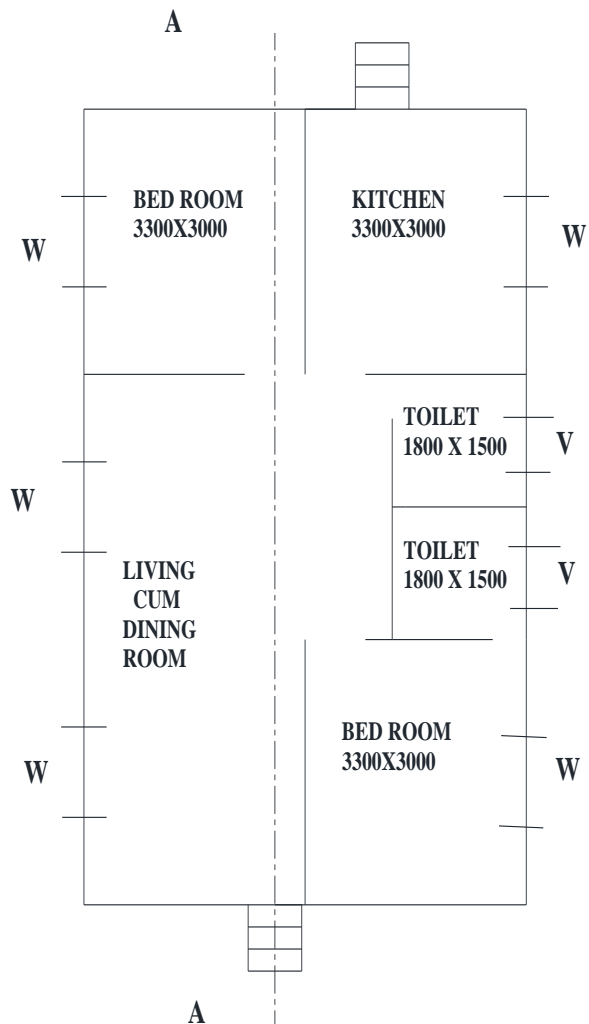 A
BED ROOM
3300X3000
KITCHEN
3300X3000
W
W
TOILET
1800 X 1500
V
W
TOILET
1800 X 1500
V
LIVING
CUM
DINING
ROOM
BED ROOM
3300X3000
W
W
A